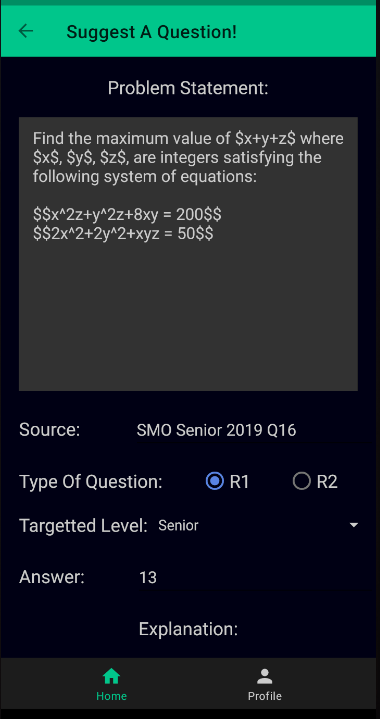 Suggest A Question!
Problem Statement:
Find the maximum value of $x+y+z$ where
$x$, $y$, $z$, are integers satisfying the
following system of equations:
$$x^2z+y^2z+8xy = 200$$
$$2x^2+2y^2+xyz = 50$$
Source: SMO Senior 2019 Q16
Type Of Question: R1 R2
Targetted Level: Senior
Answer: 13
Explanation:
Home Profile